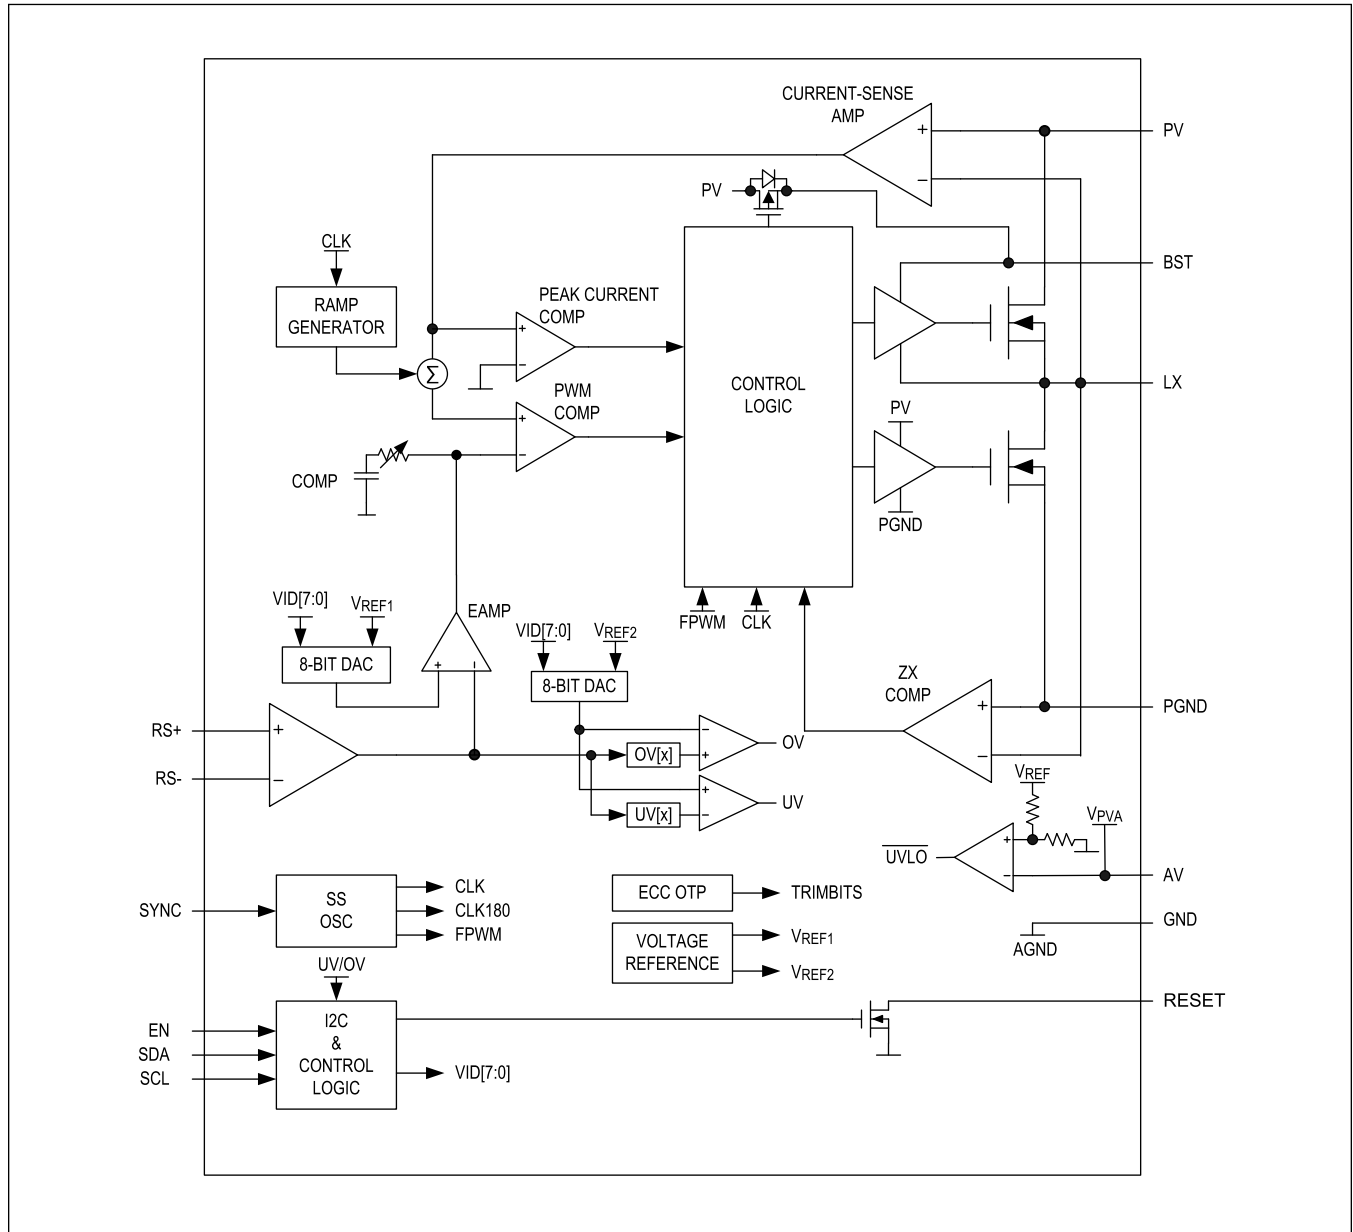 CURRENT-SENSE
AMP
+
−
PV
PV
CLK
RAMP
GENERATOR
Σ
PEAK CURRENT
COMP
+
−
PWM
COMP
+
−
COMP
CONTROL
LOGIC
BST
LX
PV
PGND
FPWM
CLK
VID[7:0]
VREF1
8-BIT DAC
EAMP
+
−
VID[7:0]
VREF2
8-BIT DAC
ZX
COMP
+
−
PGND
RS+
RS-
+
−
OV[x]
−
+
OV
UV[x]
+
−
UV
VREF
VPVA
UVLO
+
−
AV
SYNC
SS
OSC
CLK
CLK180
FPWM
ECC OTP
TRIMBITS
VOLTAGE
REFERENCE
VREF1
VREF2
GND
AGND
UV/OV
EN
SDA
SCL
I2C
&
CONTROL
LOGIC
VID[7:0]
RESET